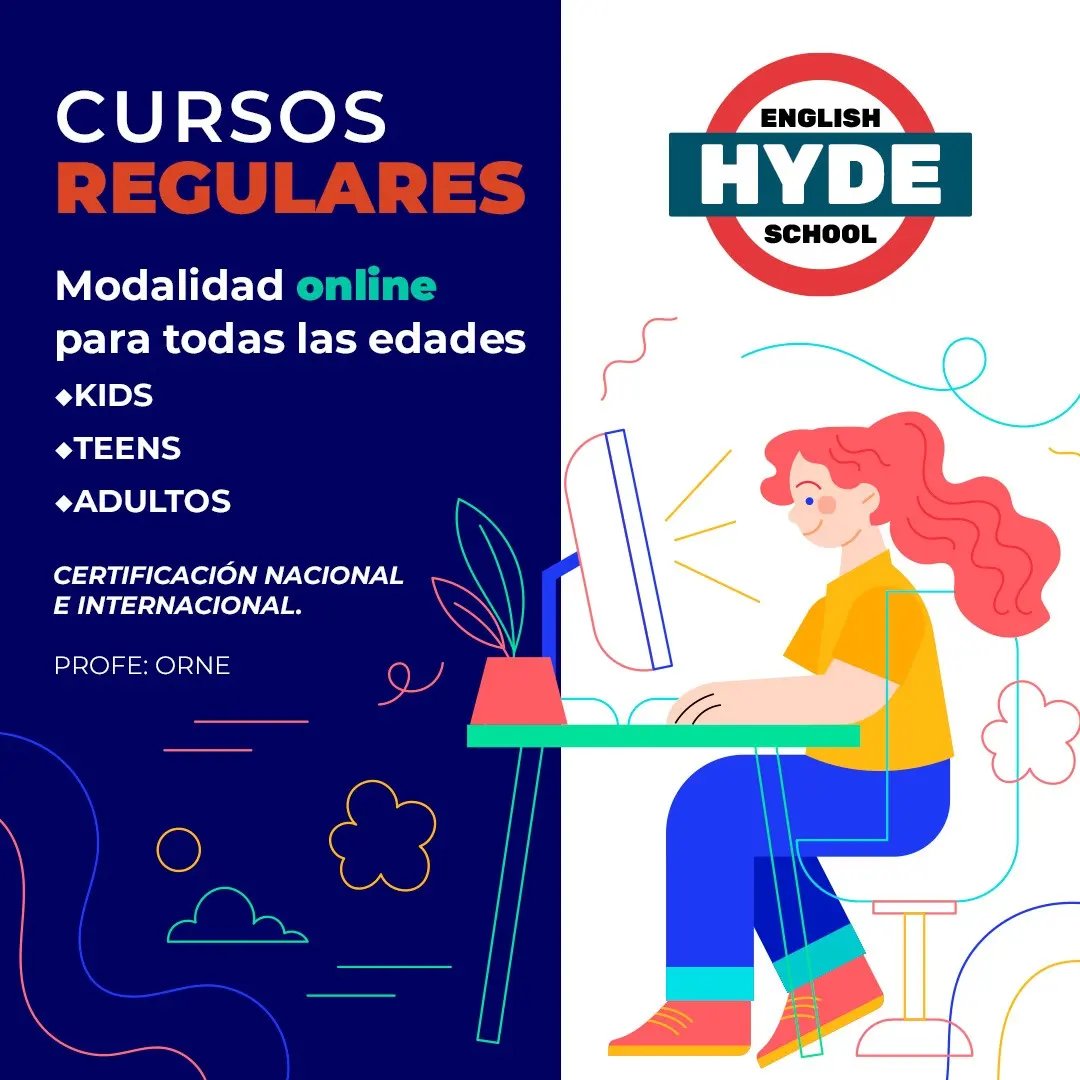 CURSOS
REGULARES
Modalidad online
para todas las edades
◆KIDS
◆TEENS
◆ADULTOS
CERTIFICACIÓN NACIONAL
E INTERNACIONAL.
PROFE: ORNE
ENGLISH
HYDE
SCHOOL